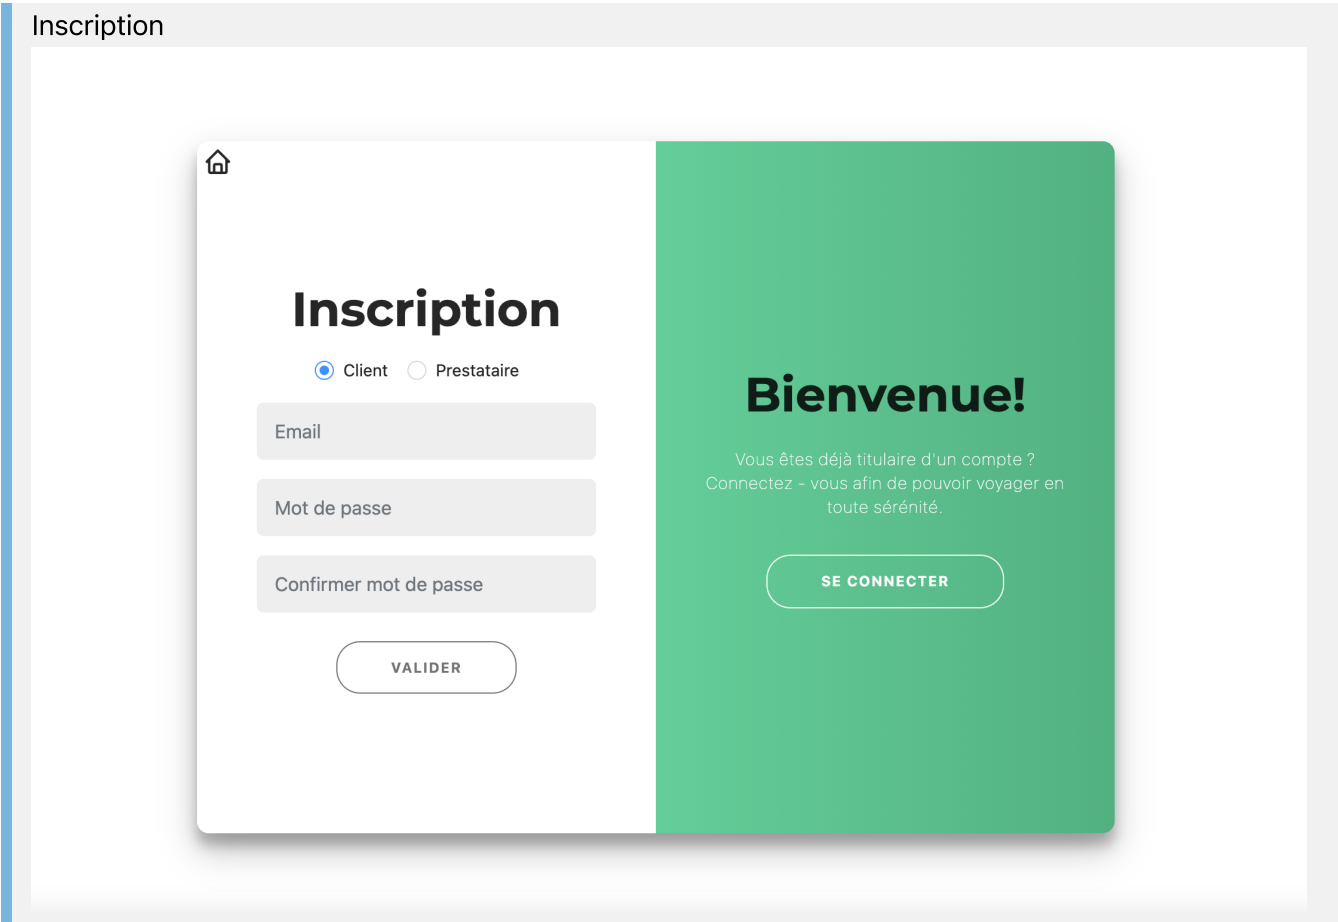 Inscription
Inscription
Client Prestataire
Email
Mot de passe
Confirmer mot de passe
VALIDER
Bienvenue!
Vous êtes déjà titulaire d'un compte ?
Connectez - vous afin de pouvoir voyager en
toute sérénité.
SE CONNECTER